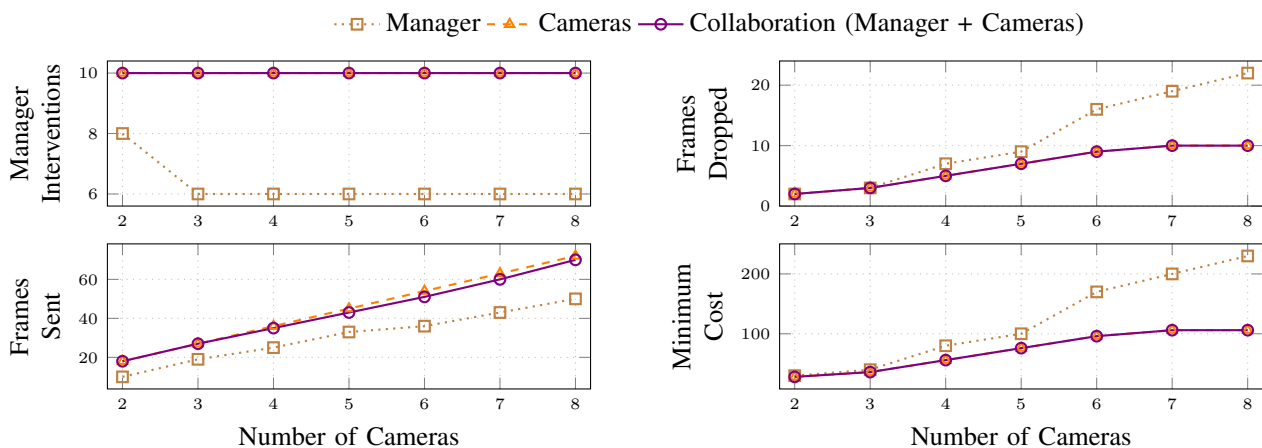 Manager Cameras Collaboration (Manager + Cameras)
Manager
Interventions
10
8
6
2 3 4 5 6 7 8
Frames
Dropped
20
10
0
2 3 4 5 6 7 8
Frames
Sent
60
40
20
2 3 4 5 6 7 8
Number of Cameras
Minimum
Cost
200
100
2 3 4 5 6 7 8
Number of Cameras